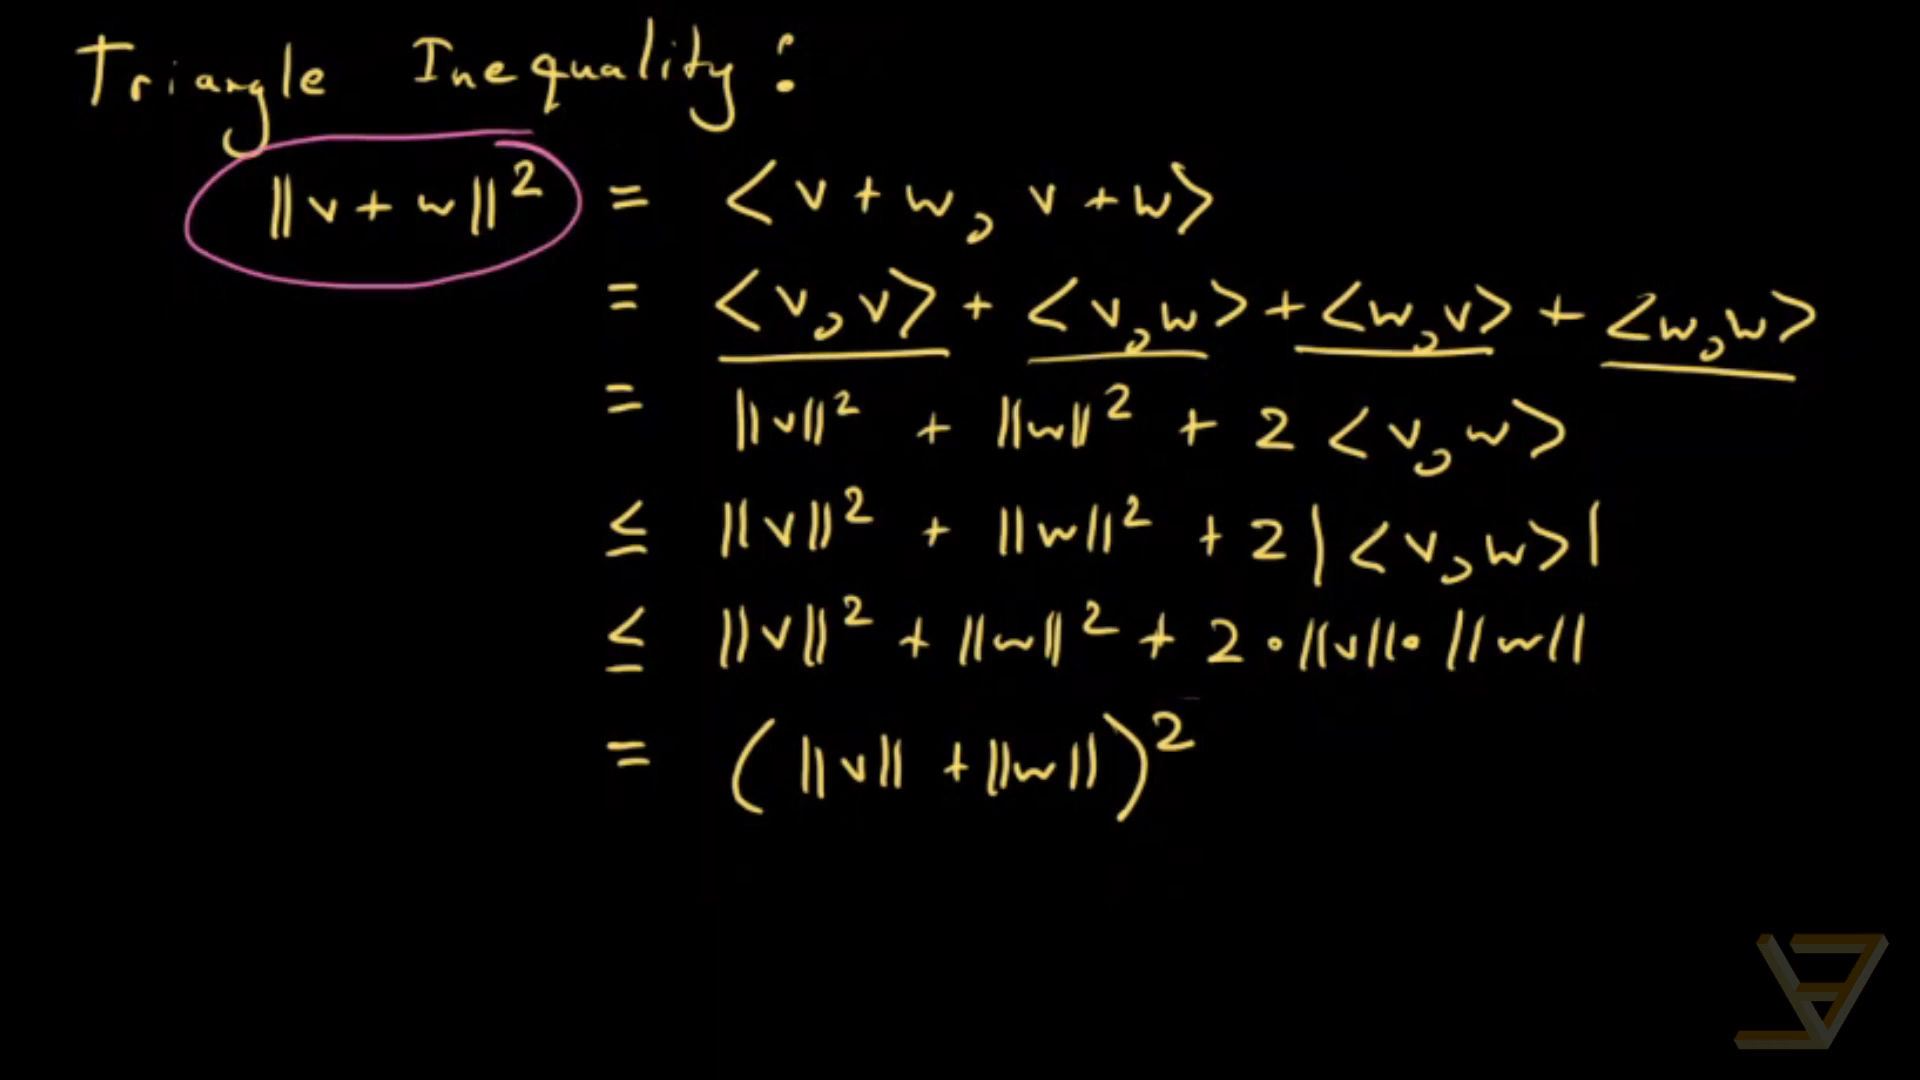 Triangle Inequality:
||v + w||² = <v + w, v + w>
= <v, v> + <v, w> + <w, v> + <w, w>
= ||v||² + ||w||² + 2 <v, w>
≤ ||v||² + ||w||² + 2 |<v, w>|
≤ ||v||² + ||w||² + 2 · ||v|| · ||w||
= (||v|| + ||w||)²